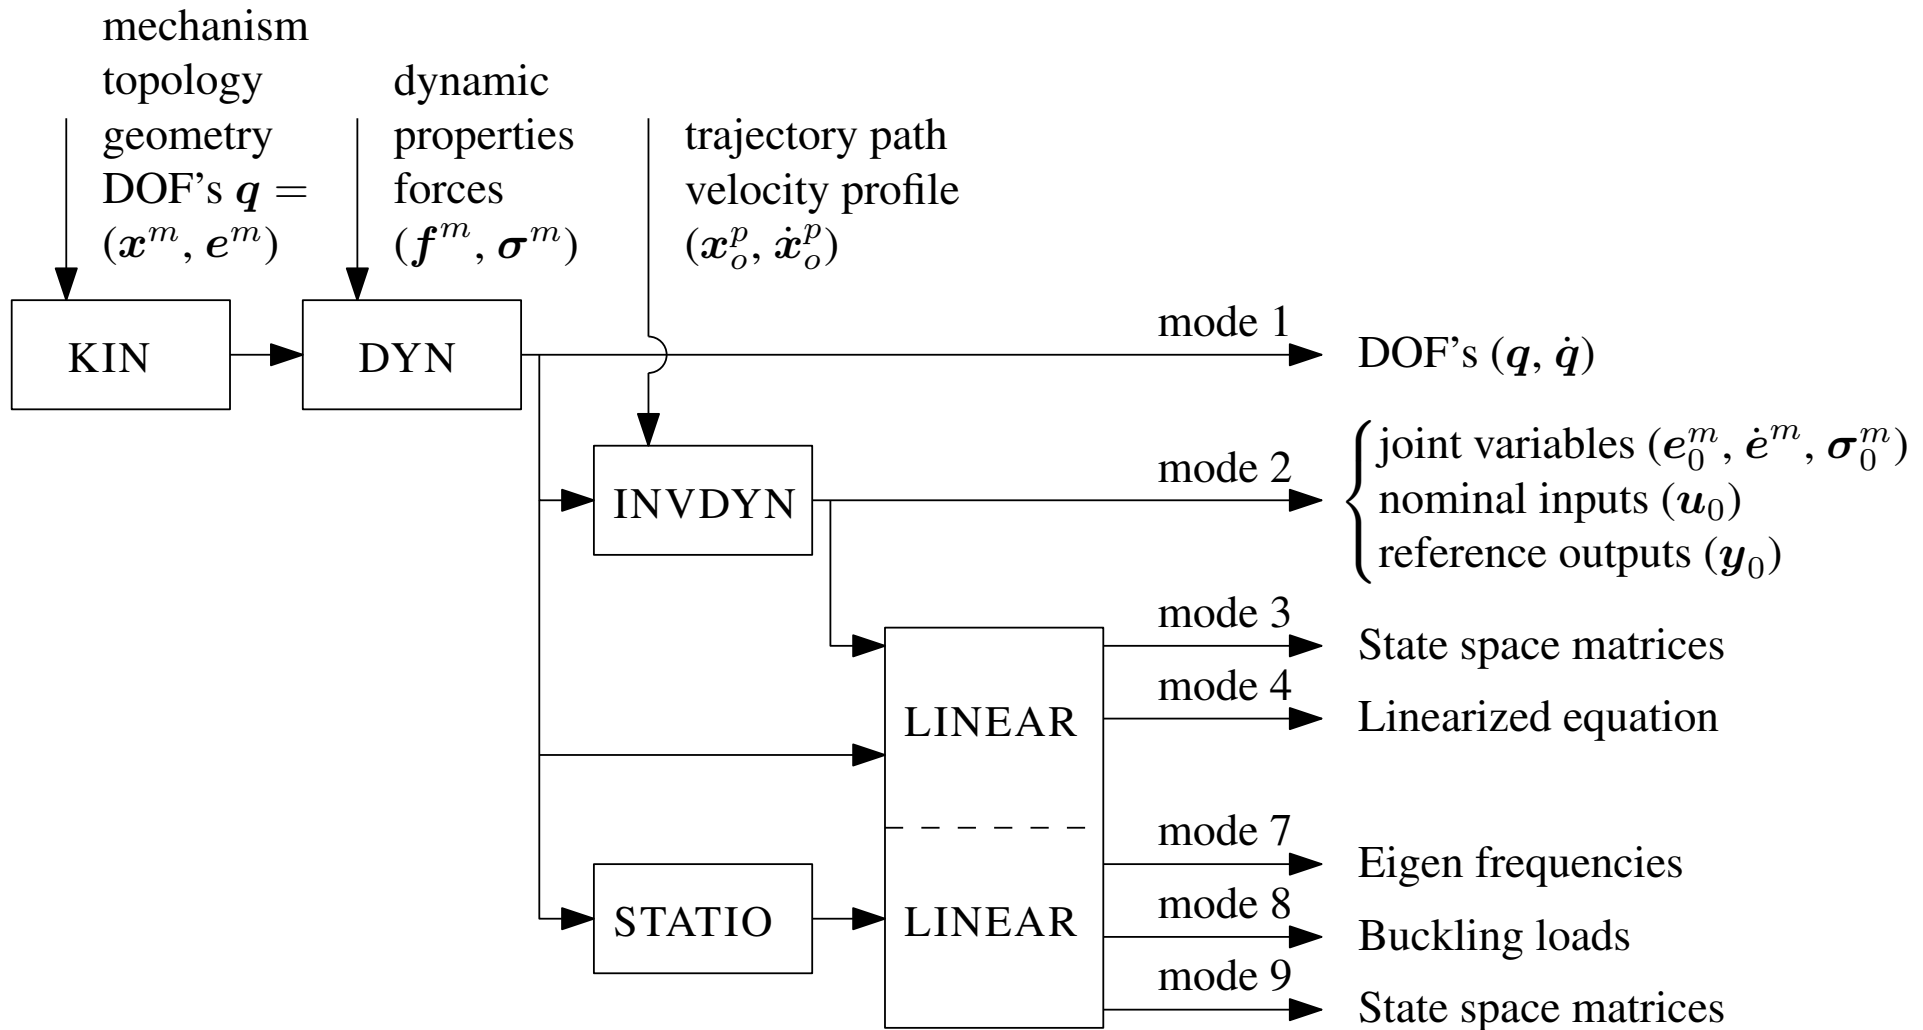 mechanism
topology
geometry
DOF's q =
(x^m, e^m)
dynamic
properties
forces
(f^m, σ^m)
trajectory path
velocity profile
(x_o^p, ẋ_o^p)
KIN
DYN
mode 1
DOF's (q, q̇)
INVDYN
mode 2
joint variables (e_0^m, ė^m, σ_0^m)
nominal inputs (u_0)
reference outputs (y_0)
mode 3
State space matrices
mode 4
LINEAR
Linearized equation
mode 7
Eigen frequencies
STATIO
LINEAR
mode 8
Buckling loads
mode 9
State space matrices